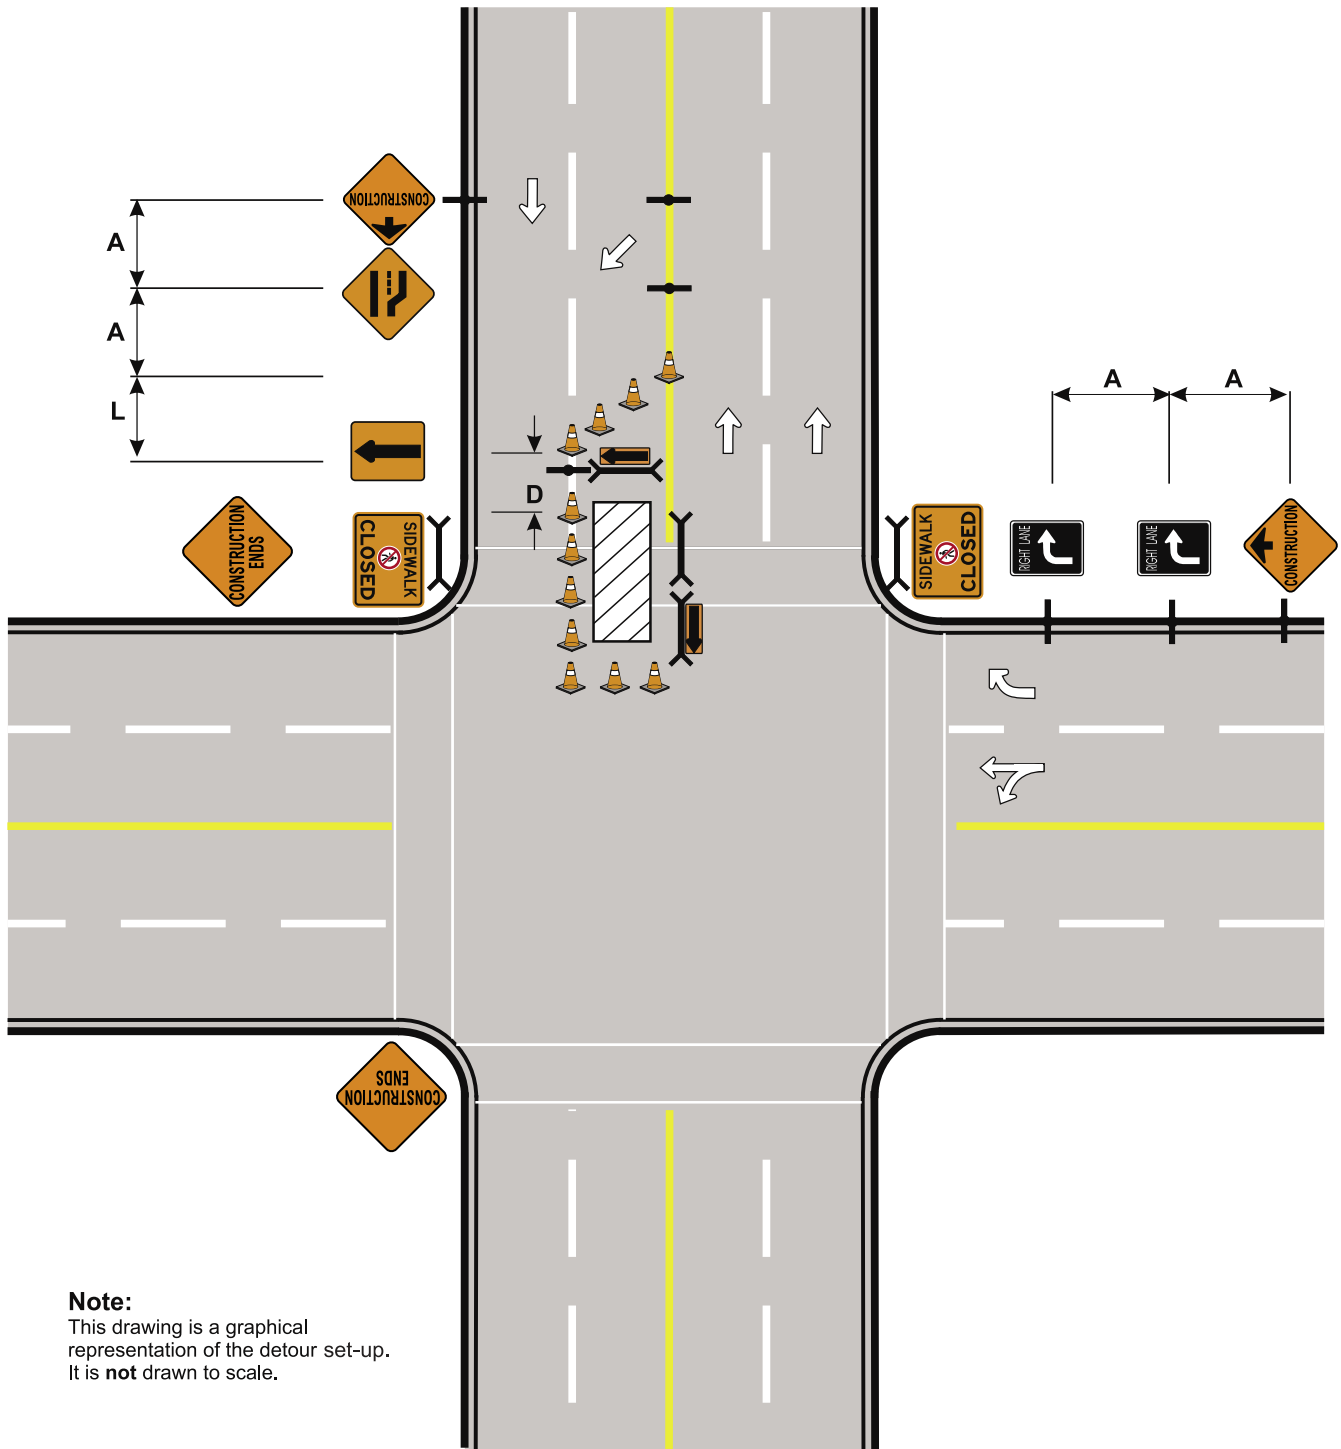 CONSTRUCTION
A
A
L
D
A
A
CONSTRUCTION
ENDS
SIDEWALK
CLOSED
SIDEWALK
CLOSED
RIGHT LANE
RIGHT LANE
CONSTRUCTION
CONSTRUCTION
ENDS
Note:
This drawing is a graphical
representation of the detour set-up.
It is not drawn to scale.